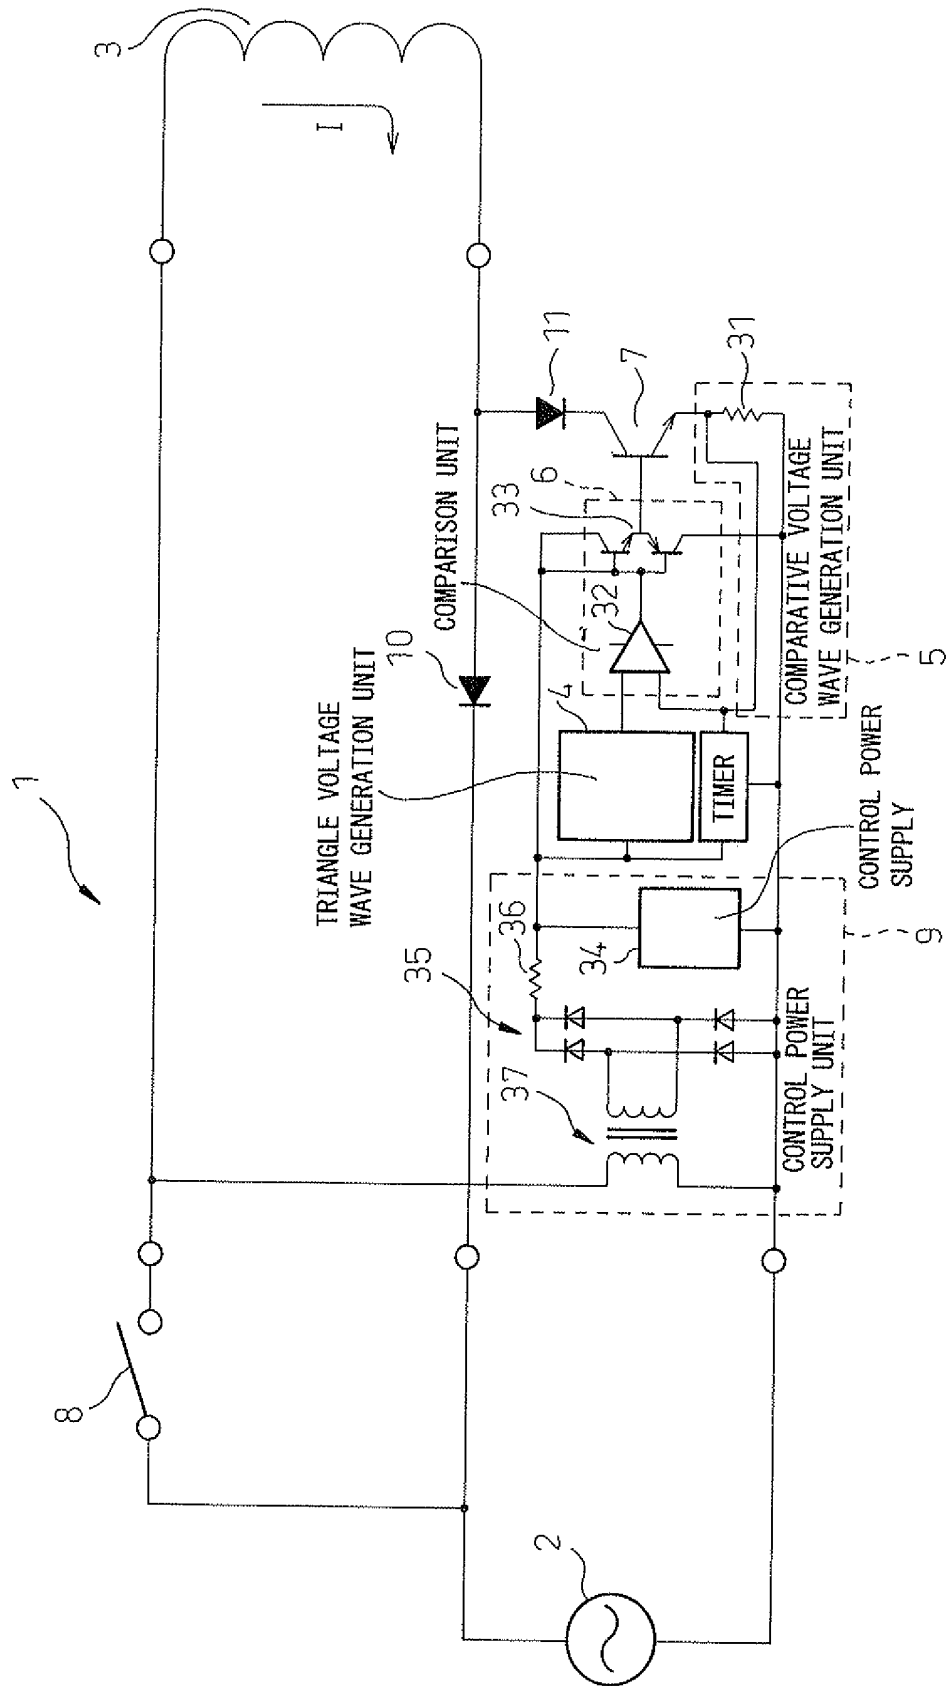 1
3
I
8
2
10
11
COMPARISON UNIT
TRIANGLE VOLTAGE
WAVE GENERATION UNIT
35
37
36
34
4
32
33
6
7
31
TIMER
COMPARATIVE VOLTAGE
WAVE GENERATION UNIT
5
CONTROL POWER
SUPPLY
9
CONTROL POWER
SUPPLY UNIT